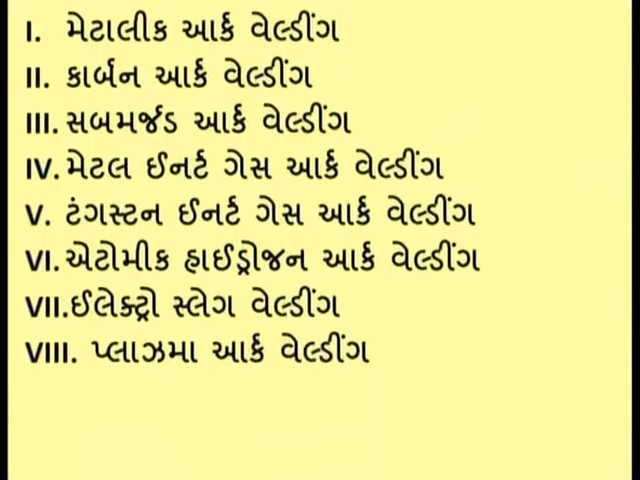 I. મેટાલીક આર્ક વેલ્ડીંગ
II. કાર્બન આર્ક વેલ્ડીંગ
III. સબમર્જડ આર્ક વેલ્ડીંગ
IV. મેટલ ઈનર્ટ ગેસ આર્ક વેલ્ડીંગ
V. ટંગસ્ટન ઈનર્ટ ગેસ આર્ક વેલ્ડીંગ
VI. એટોમીક હાઈડ્રોજન આર્ક વેલ્ડીંગ
VII. ઈલેક્ટ્રો સ્લેગ વેલ્ડીંગ
VIII. પ્લાઝમા આર્ક વેલ્ડીંગ